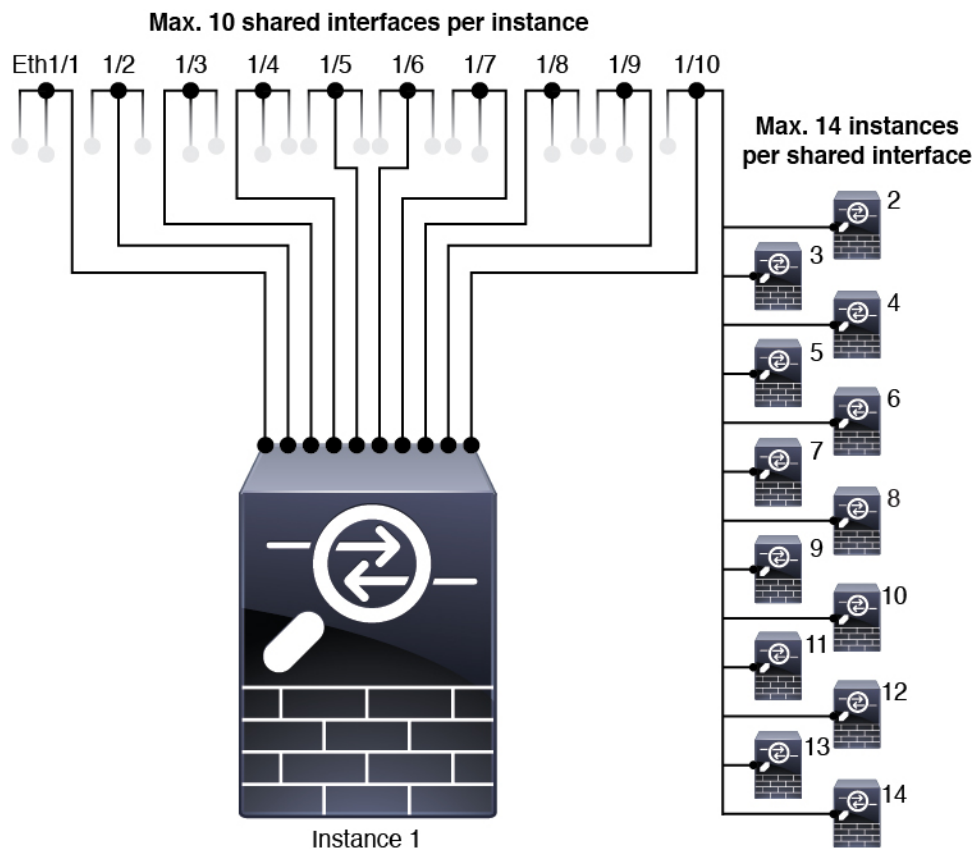 Max. 10 shared interfaces per instance
Eth1/1 1/2 1/3 1/4 1/5 1/6 1/7 1/8 1/9 1/10
Max. 14 instances
per shared interface
2
3
4
5
6
7
8
9
10
11
12
13
14
Instance 1